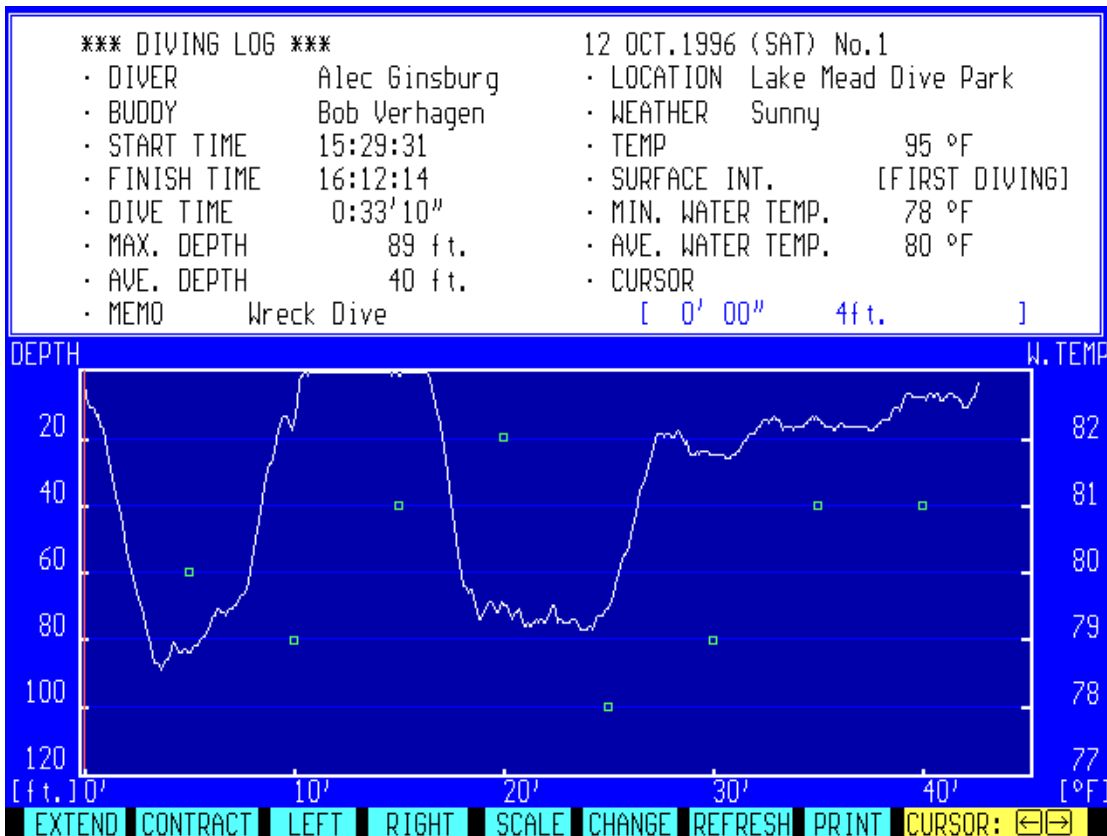 *** DIVING LOG *** 12 OCT.1996 (SAT) No.1
· DIVER Alec Ginsburg · LOCATION Lake Mead Dive Park
· BUDDY Bob Verhagen · WEATHER Sunny
· START TIME 15:29:31 · TEMP 95 °F
· FINISH TIME 16:12:14 · SURFACE INT. [FIRST DIVING]
· DIVE TIME 0:33'10" · MIN. WATER TEMP. 78 °F
· MAX. DEPTH 89 ft. · AVE. WATER TEMP. 80 °F
· AVE. DEPTH 40 ft. · CURSOR
· MEMO Wreck Dive [ 0' 00" 4ft. ]
DEPTH W.TEMP
20 82
40 81
60 80
80 79
100 78
120 77
[ft.] 0' 10' 20' 30' 40' [°F]
EXTEND CONTRACT LEFT RIGHT SCALE CHANGE REFRESH PRINT CURSOR: ←→